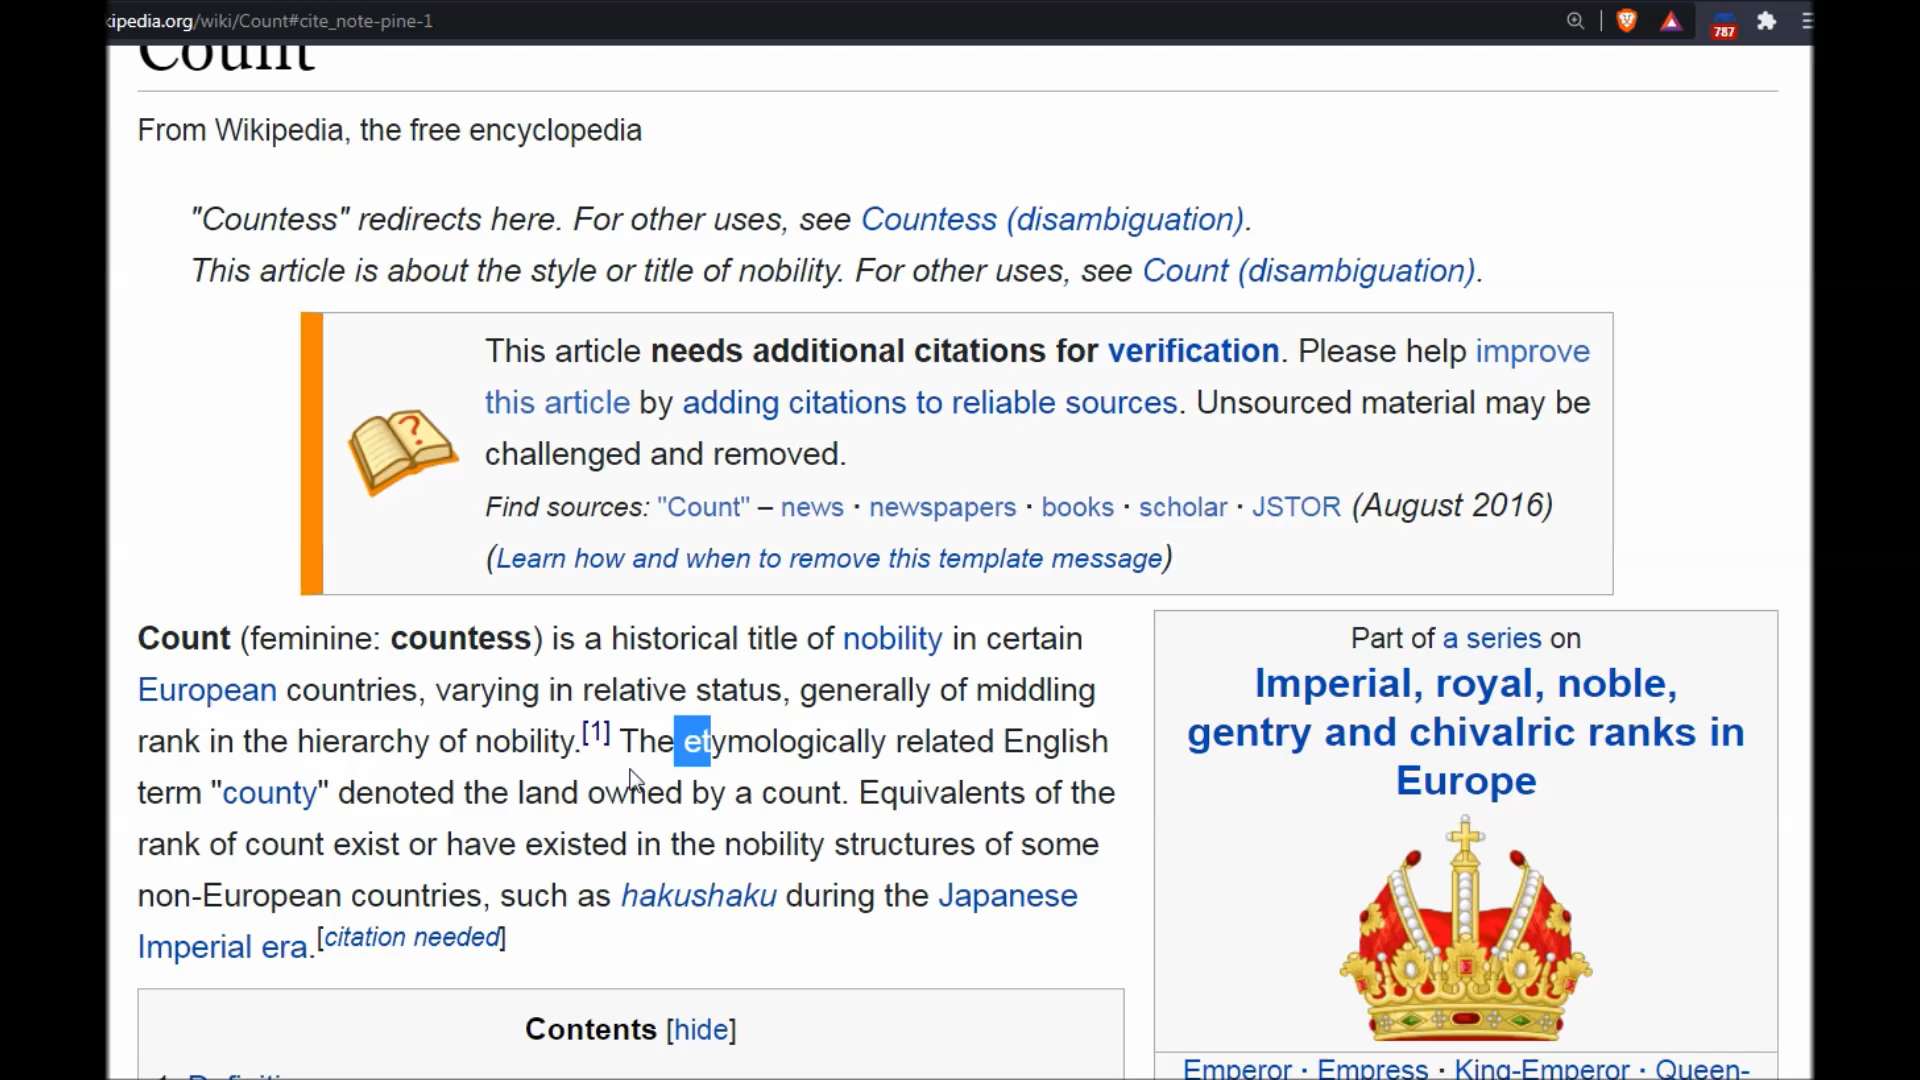 ipedia.org/wiki/Count#cite_note-pine-1
787
Count
From Wikipedia, the free encyclopedia
"Countess" redirects here. For other uses, see Countess (disambiguation).
This article is about the style or title of nobility. For other uses, see Count (disambiguation).
This article needs additional citations for verification. Please help improve
this article by adding citations to reliable sources. Unsourced material may be
challenged and removed.
Find sources: "Count" – news · newspapers · books · scholar · JSTOR (August 2016)
(Learn how and when to remove this template message)
Count (feminine: countess) is a historical title of nobility in certain
European countries, varying in relative status, generally of middling
rank in the hierarchy of nobility.[1] The etymologically related English
term "county" denoted the land owned by a count. Equivalents of the
rank of count exist or have existed in the nobility structures of some
non-European countries, such as hakushaku during the Japanese
Imperial era.[citation needed]
Contents [hide]
Part of a series on
Imperial, royal, noble,
gentry and chivalric ranks in
Europe
Emperor · Empress · King-Emperor · Queen-